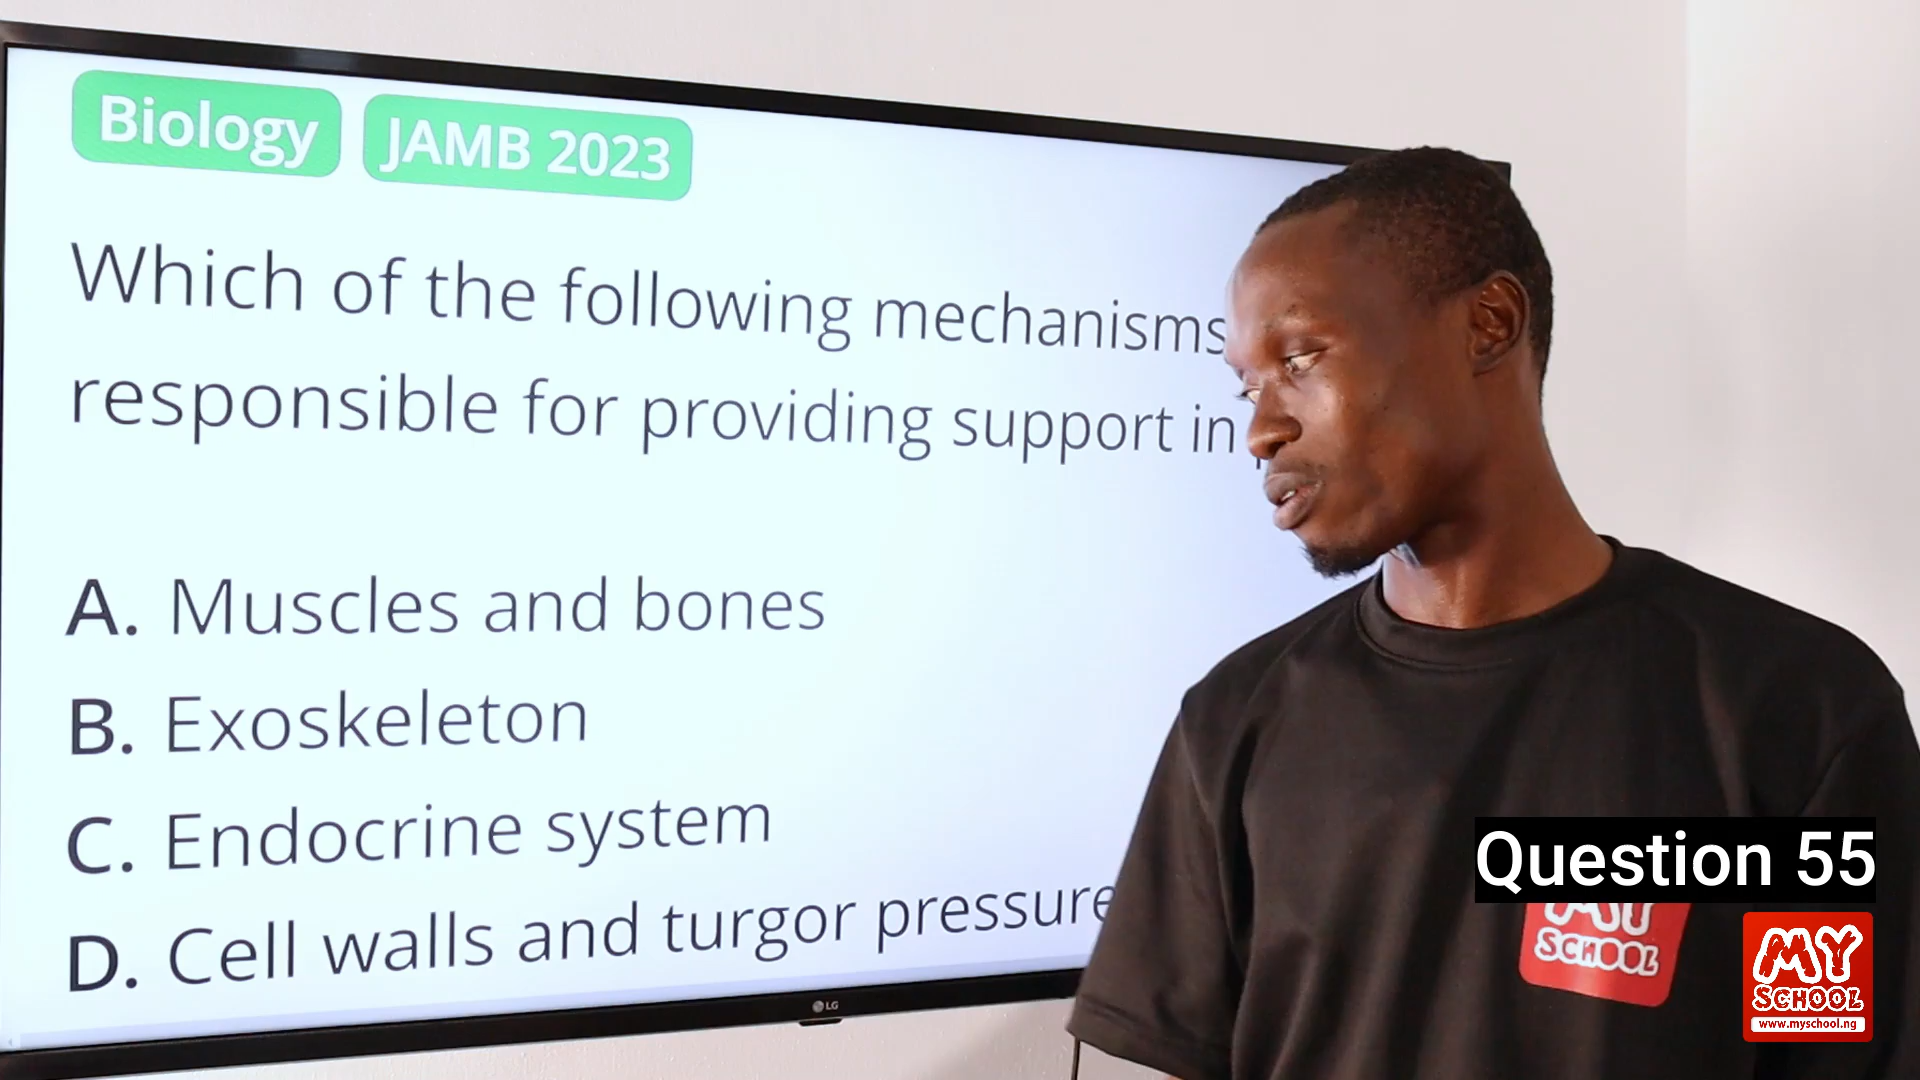 Biology JAMB 2023
Which of the following mechanisms
responsible for providing support in
A. Muscles and bones
B. Exoskeleton
C. Endocrine system
D. Cell walls and turgor pressure
LG
Question 55
MY
SCHOOL
MY
SCHOOL
www.myschool.ng